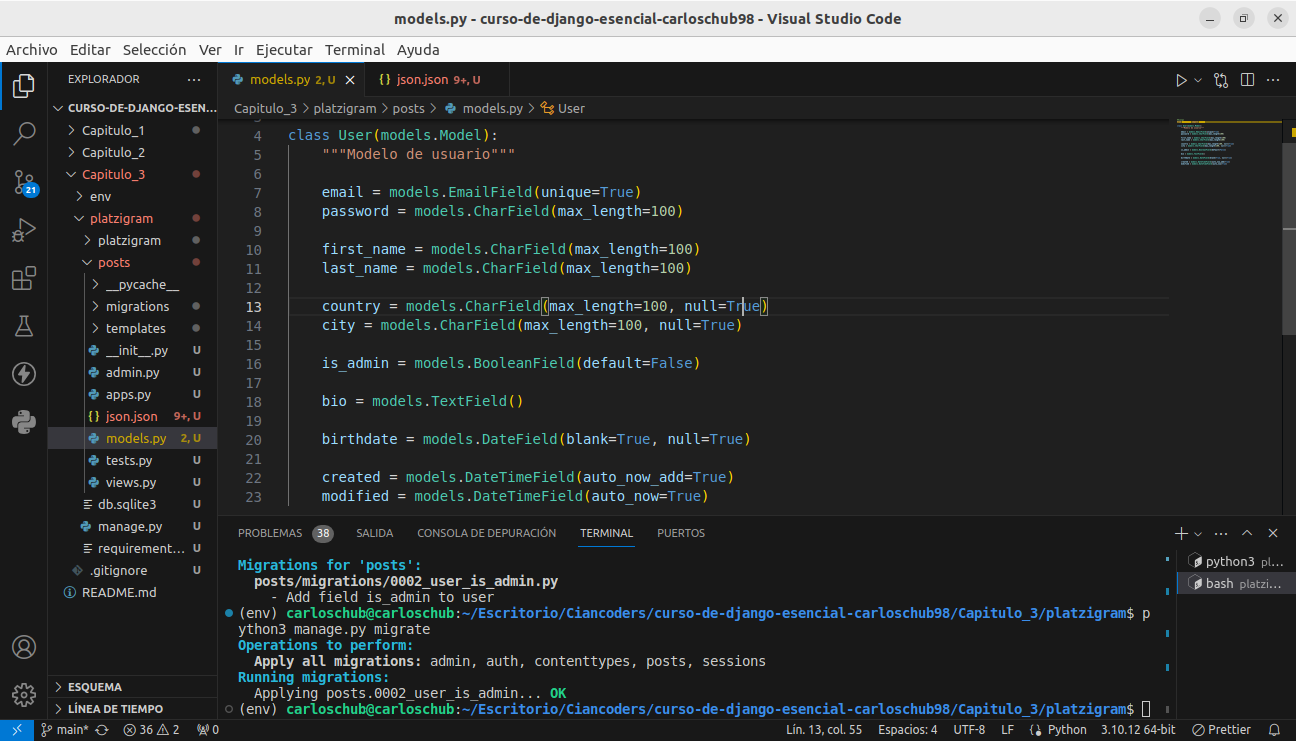 models.py - curso-de-django-esencial-carloschub98 - Visual Studio Code
Archivo Editar Selección Ver Ir Ejecutar Terminal Ayuda
EXPLORADOR
CURSO-DE-DJANGO-ESEN...
Capitulo_1
Capitulo_2
Capitulo_3
env
platzigram
platzigram
posts
__pycache__
migrations
templates
__init__.py U
admin.py U
apps.py U
{} json.json 9+, U
models.py 2, U
tests.py U
views.py U
db.sqlite3 U
manage.py U
requirement... U
.gitignore U
README.md
ESQUEMA
LÍNEA DE TIEMPO
21
models.py 2, U
{} json.json 9+, U
Capitulo_3 > platzigram > posts > models.py > User
4 class User(models.Model):
5 """Modelo de usuario"""
6
7 email = models.EmailField(unique=True)
8 password = models.CharField(max_length=100)
9
10 first_name = models.CharField(max_length=100)
11 last_name = models.CharField(max_length=100)
12
13 country = models.CharField(max_length=100, null=True)
14 city = models.CharField(max_length=100, null=True)
15
16 is_admin = models.BooleanField(default=False)
17
18 bio = models.TextField()
19
20 birthdate = models.DateField(blank=True, null=True)
21
22 created = models.DateTimeField(auto_now_add=True)
23 modified = models.DateTimeField(auto_now=True)
PROBLEMAS 38 SALIDA CONSOLA DE DEPURACIÓN TERMINAL PUERTOS
Migrations for 'posts':
posts/migrations/0002_user_is_admin.py
- Add field is_admin to user
(env) carloschub@carloschub:~/Escritorio/Ciancoders/curso-de-django-esencial-carloschub98/Capitulo_3/platzigram$ p
ython3 manage.py migrate
Operations to perform:
Apply all migrations: admin, auth, contenttypes, posts, sessions
Running migrations:
Applying posts.0002_user_is_admin... OK
(env) carloschub@carloschub:~/Escritorio/Ciancoders/curso-de-django-esencial-carloschub98/Capitulo_3/platzigram$
python3 pl...
bash platzi...
main* 36 2 0
Lín. 13, col. 55 Espacios: 4 UTF-8 LF Python 3.10.12 64-bit Prettier